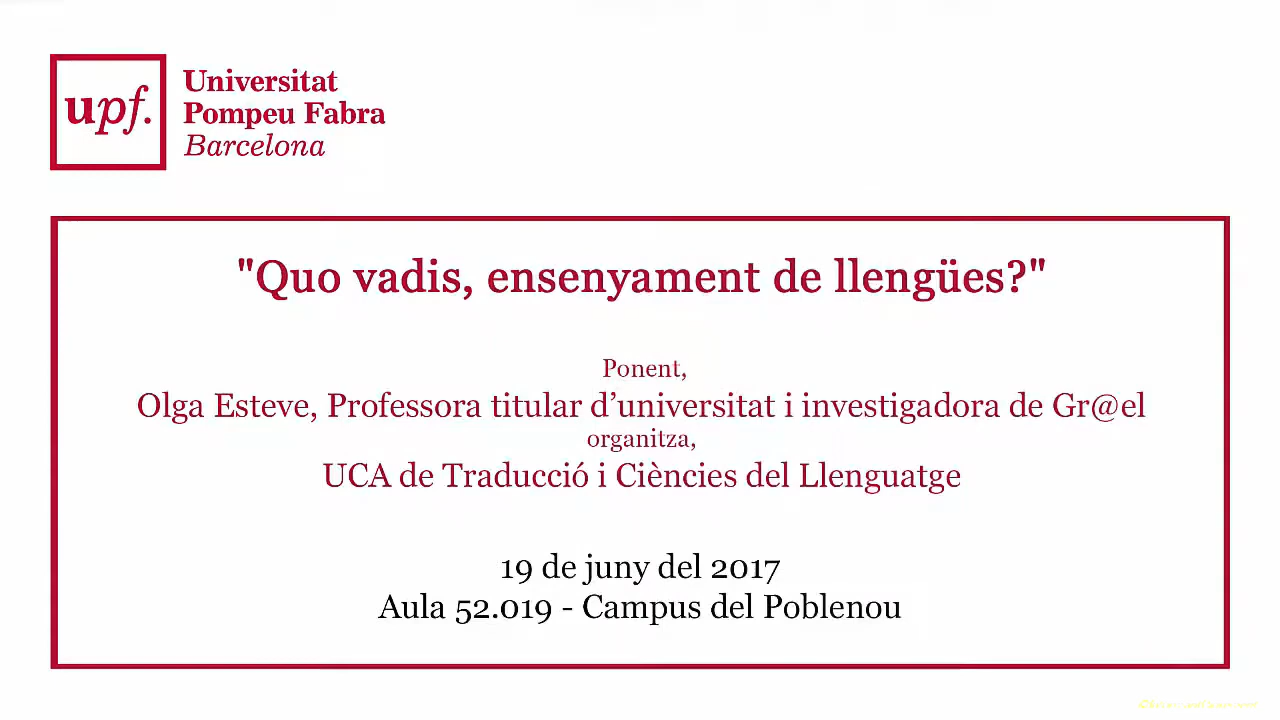 upf.
Universitat
Pompeu Fabra
Barcelona
"Quo vadis, ensenyament de llengües?"
Ponent,
Olga Esteve, Professora titular d’universitat i investigadora de Gr@el
organitza,
UCA de Traducció i Ciències del Llenguatge
19 de juny del 2017
Aula 52.019 - Campus del Poblenou